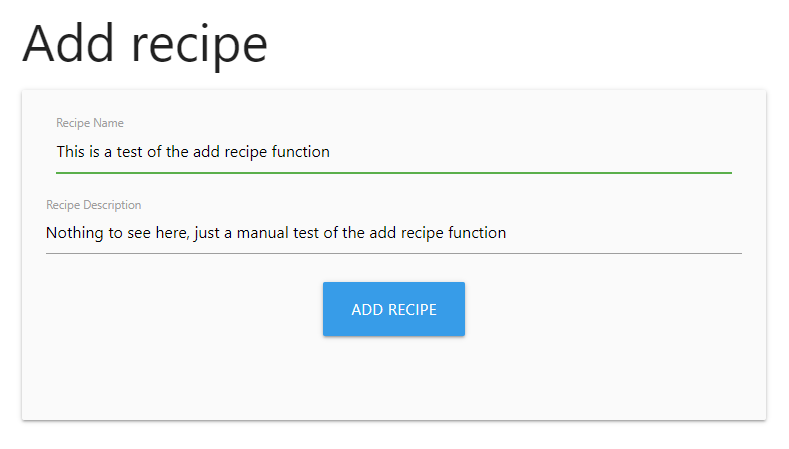 Add recipe
Recipe Name
This is a test of the add recipe function
Recipe Description
Nothing to see here, just a manual test of the add recipe function
ADD RECIPE